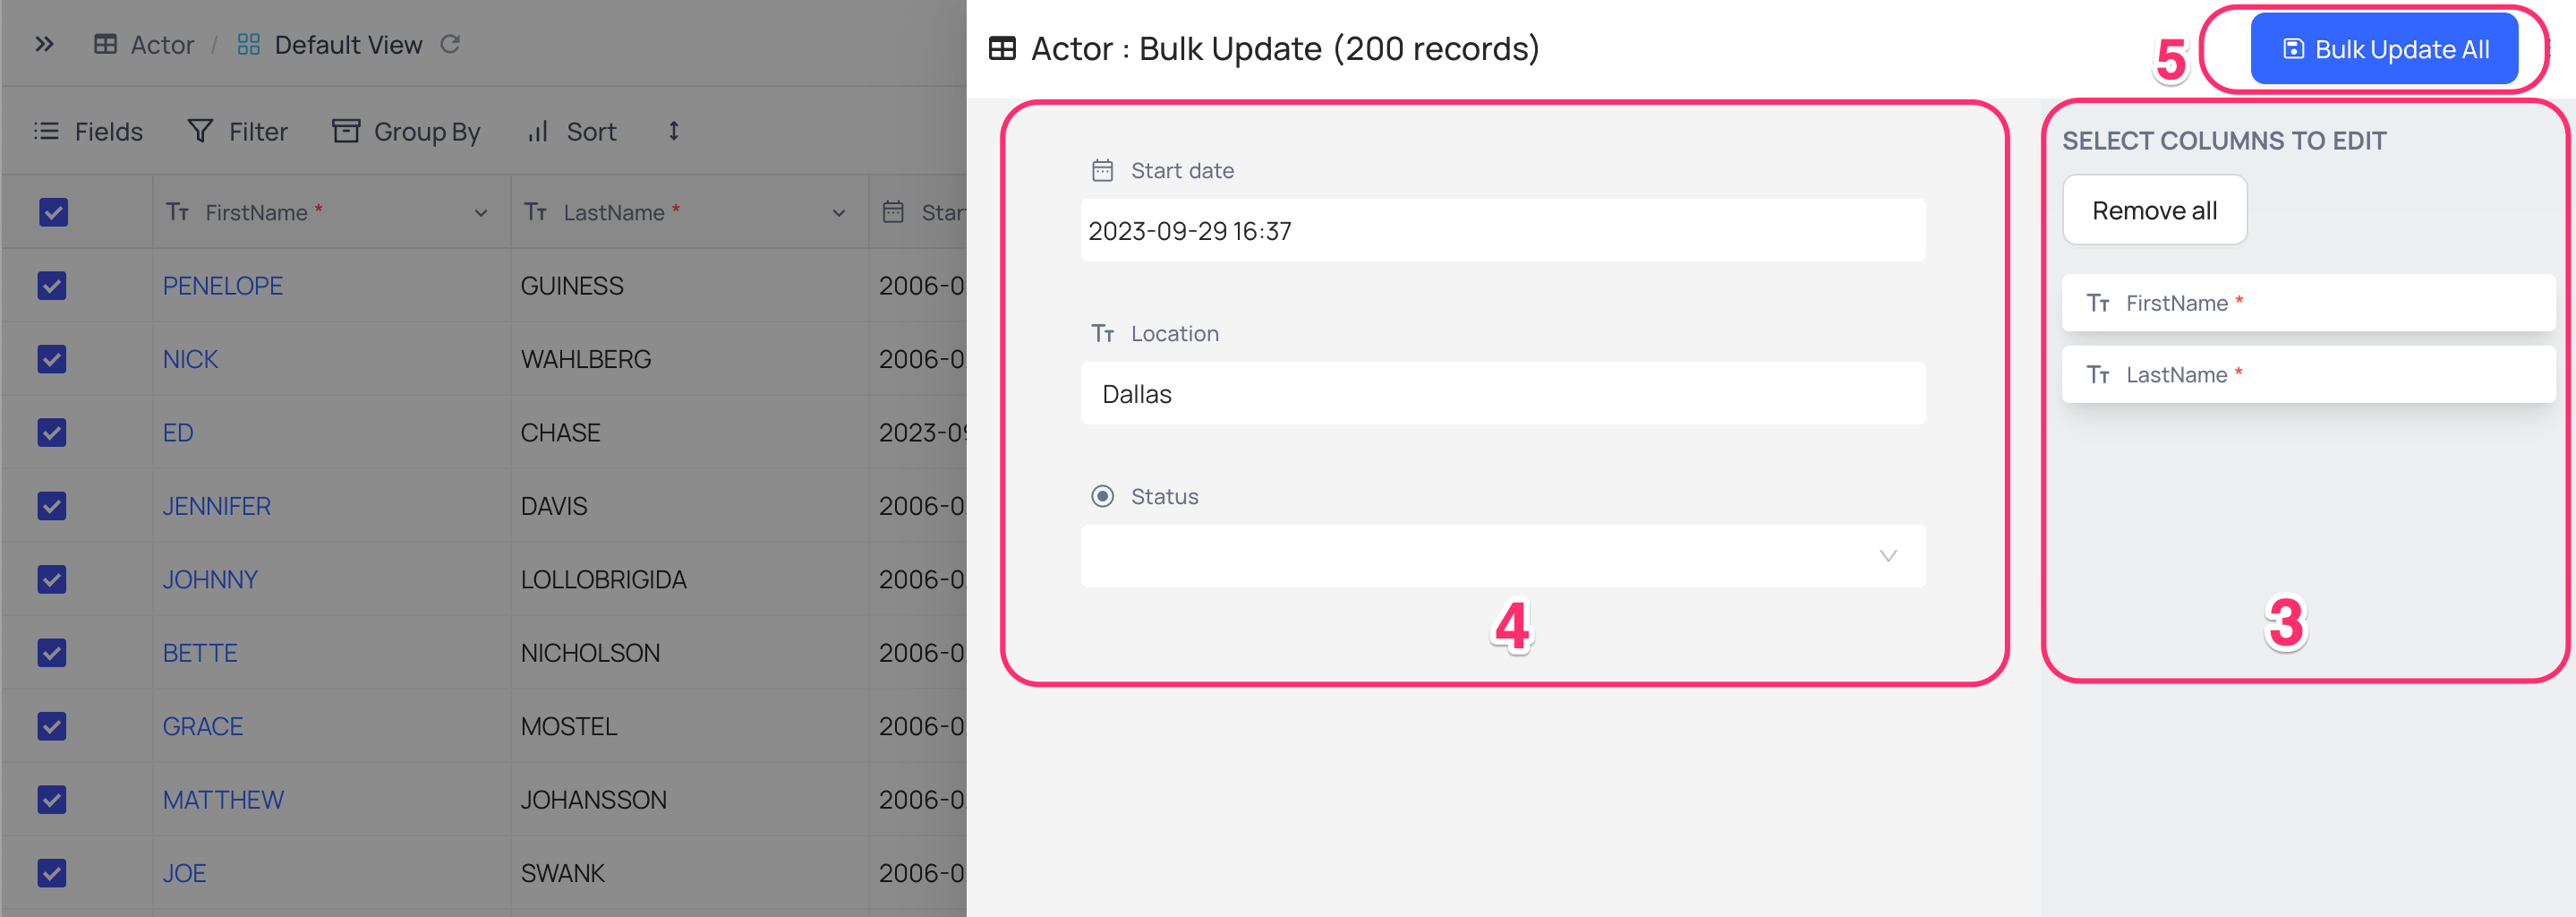 Actor / Default View
Fields Filter Group By Sort
FirstName * LastName * Star
PENELOPE GUINESS 2006-0
NICK WAHLBERG 2006-0
ED CHASE 2023-09
JENNIFER DAVIS 2006-0
JOHNNY LOLLOBRIGIDA 2006-0
BETTE NICHOLSON 2006-0
GRACE MOSTEL 2006-0
MATTHEW JOHANSSON 2006-0
JOE SWANK 2006-0
Actor : Bulk Update (200 records)
5
Bulk Update All
Start date
2023-09-29 16:37
Location
Dallas
Status
4
SELECT COLUMNS TO EDIT
Remove all
FirstName *
LastName *
3